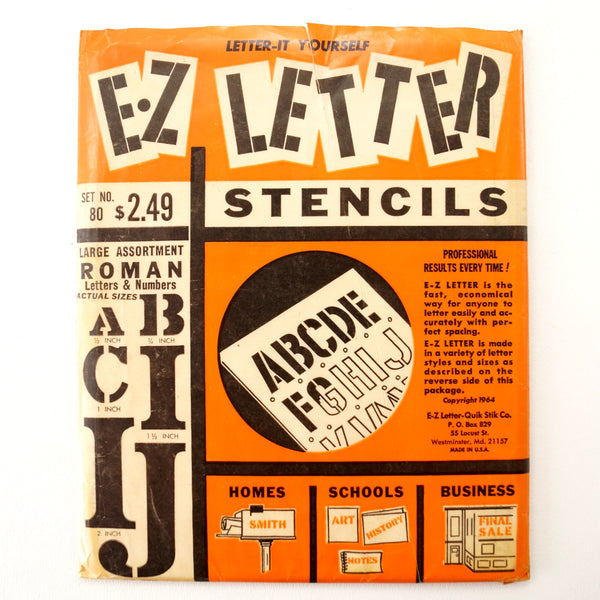 LETTER-IT YOURSELF
E·Z LETTER
STENCILS
SET NO.
80 $2.49
LARGE ASSORTMENT
ROMAN
Letters & Numbers
ACTUAL SIZES
A B
½ INCH ¾ INCH
C I
1 INCH
1½ INCH
I J
2 INCH
ABCDE
FGHIJ
PROFESSIONAL
RESULTS EVERY TIME!
E-Z LETTER is the
fast, economical
way for anyone to
letter easily and ac-
curately with per-
fect spacing.
E-Z LETTER is made
in a variety of letter
styles and sizes as
described on the
reverse side of this
package.
Copyright 1964
E-Z Letter-Quik Stik Co.
P. O. Box 829
55 Locust St.
Westminster, Md. 21157
MADE IN U.S.A.
HOMES
SMITH
SCHOOLS
ART
HISTORY
NOTES
BUSINESS
FINAL
SALE